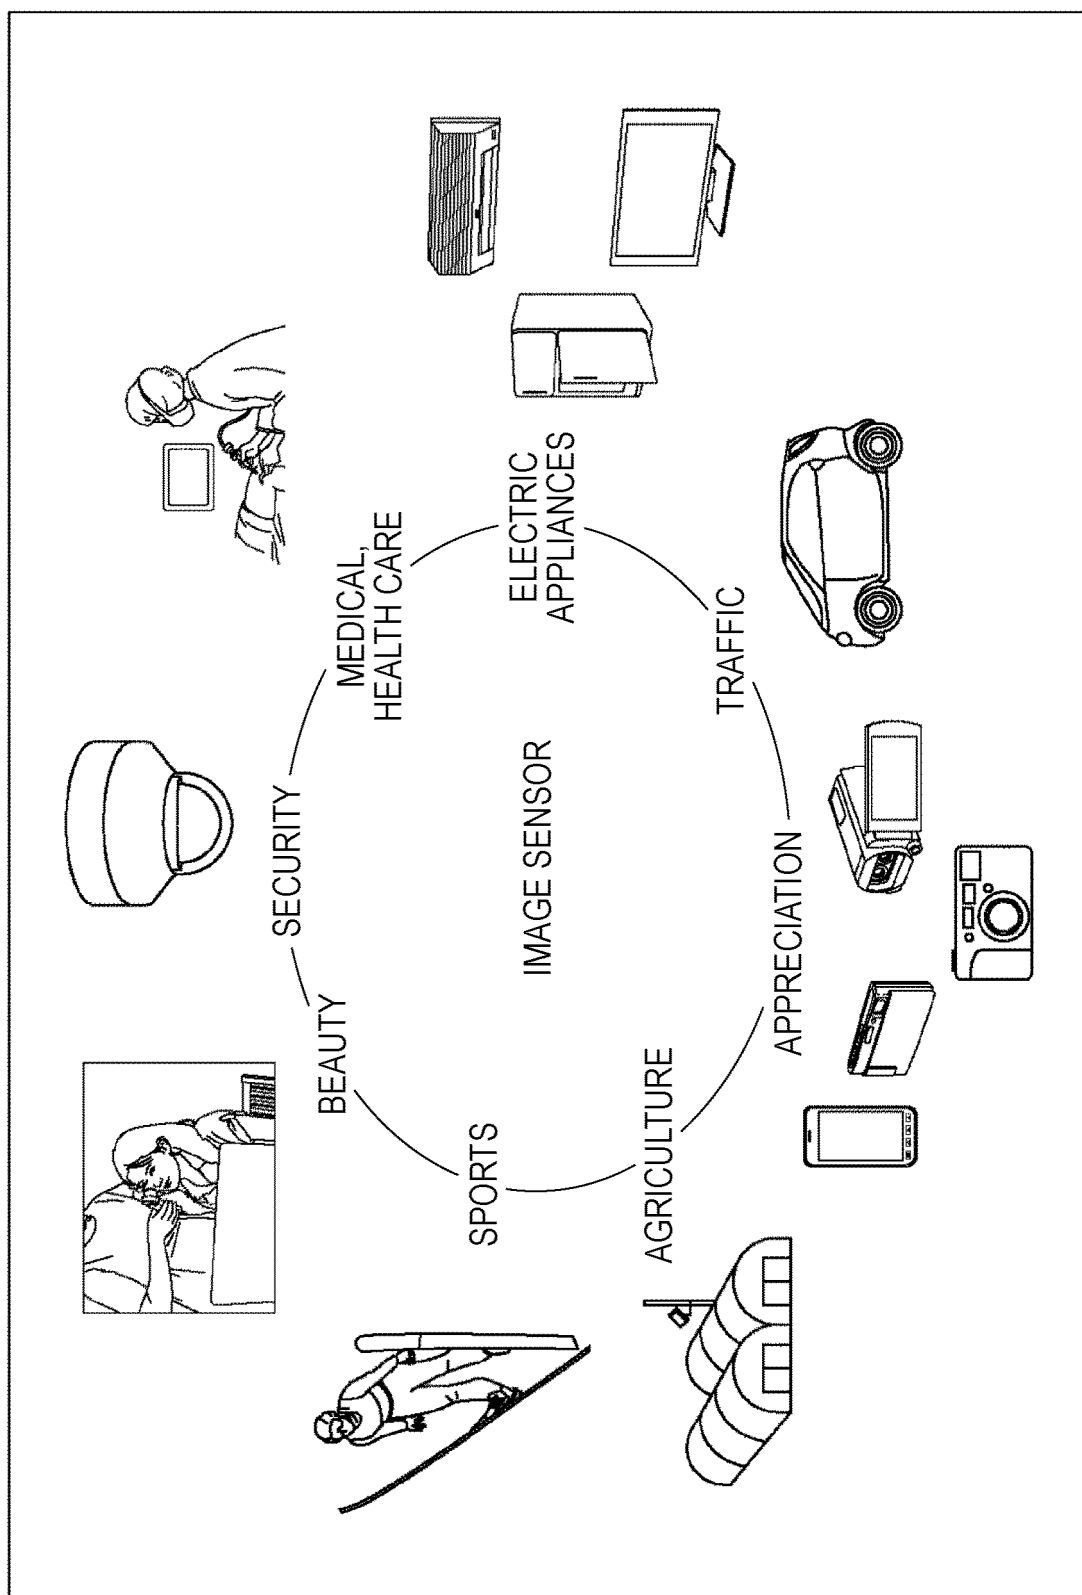 SECURITY
BEAUTY
MEDICAL,
HEALTH CARE
SPORTS
IMAGE SENSOR
ELECTRIC
APPLIANCES
AGRICULTURE
TRAFFIC
APPRECIATION